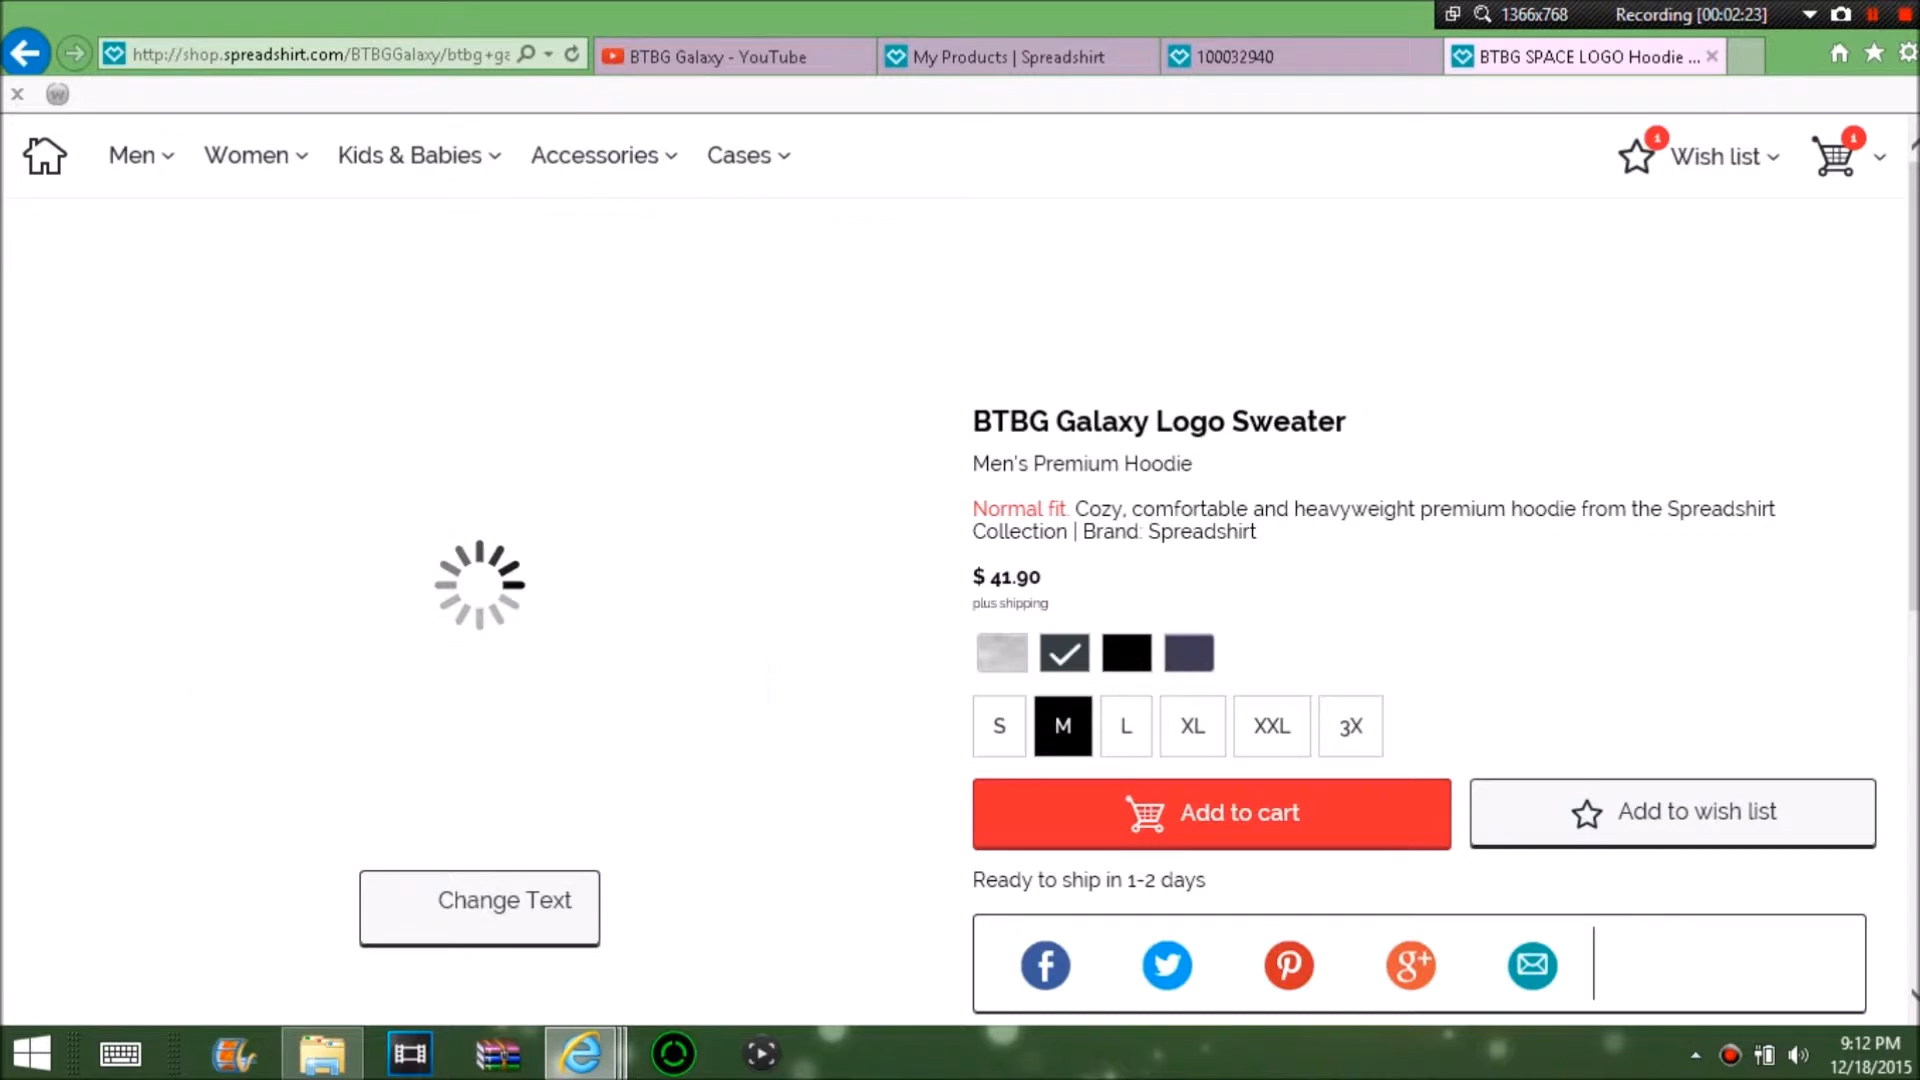 1366x768
Recording [00:02:23]
http://shop.spreadshirt.com/BTBGGalaxy/btbg+ga
BTBG Galaxy - YouTube
My Products | Spreadshirt
100032940
BTBG SPACE LOGO Hoodie ...
Men
Women
Kids & Babies
Accessories
Cases
1
Wish list
1
BTBG Galaxy Logo Sweater
Men's Premium Hoodie
Normal fit. Cozy, comfortable and heavyweight premium hoodie from the Spreadshirt
Collection | Brand: Spreadshirt
$ 41.90
plus shipping
S
M
L
XL
XXL
3X
Add to cart
Add to wish list
Ready to ship in 1-2 days
Change Text
9:12 PM
12/18/2015